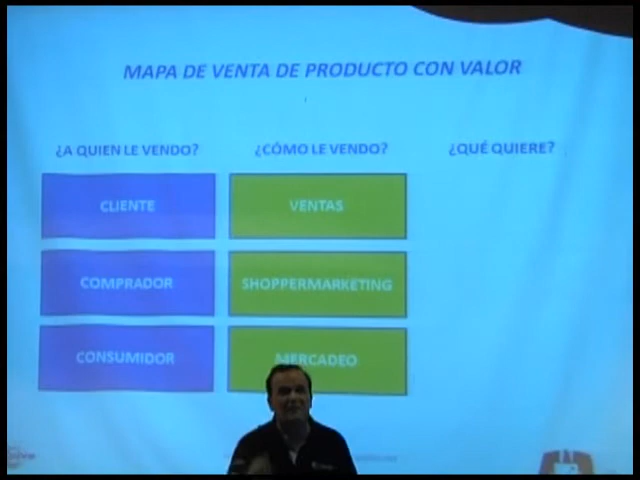 MAPA DE VENTA DE PRODUCTO CON VALOR
¿A QUIEN LE VENDO? ¿CÓMO LE VENDO? ¿QUÉ QUIERE?
CLIENTE VENTAS
COMPRADOR SHOPPERMARKETING
CONSUMIDOR MERCADEO